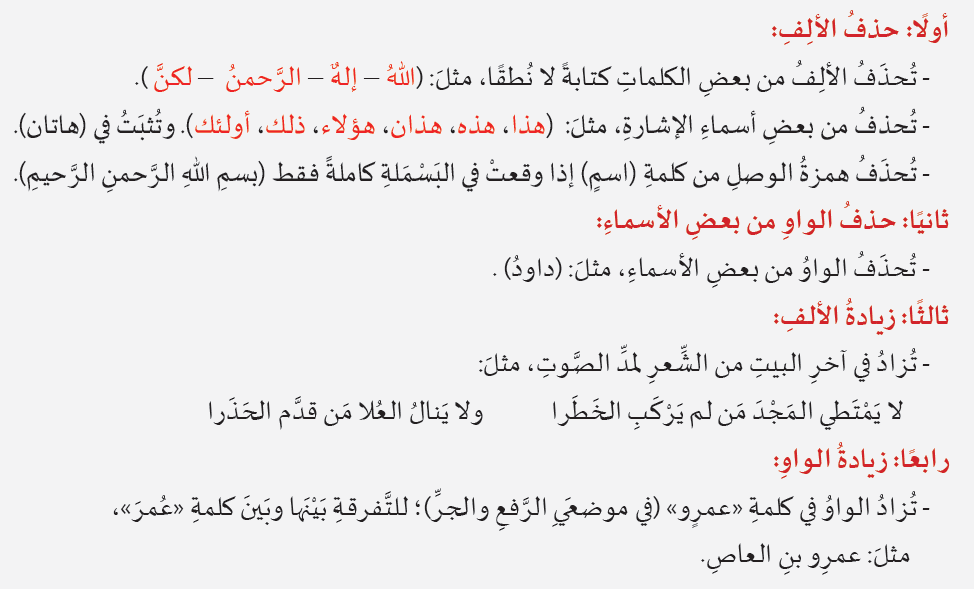 أولًا: حذفُ الألِفِ:
- تُحذَفُ الألِفُ من بعضِ الكلماتِ كتابةً لا نُطقًا، مثلَ: (اللهُ – إلهٌ – الرَّحمنُ – لكنَّ ).
- تُحذفُ من بعضِ أسماءِ الإشارةِ، مثلَ: (هذا، هذه، هذان، هؤلاء، ذلك، أولئك). وتُثبَتُ في (هاتان).
- تُحذَفُ همزةُ الوصلِ من كلمةِ (اسمٍ) إذا وقعتْ في البَسْمَلةِ كاملةً فقط (بسمِ اللهِ الرَّحمنِ الرَّحيمِ).
ثانيًا: حذفُ الواوِ من بعضِ الأسماءِ:
- تُحذَفُ الواوُ من بعضِ الأسماءِ، مثلَ: (داودُ) .
ثالثًا: زيادةُ الألفِ:
- تُزادُ في آخرِ البيتِ من الشِّعرِ لمدِّ الصَّوتِ، مثلَ:
لا يَمْتَطي المَجْدَ مَن لم يَرْكَبِ الخَطَرا ولا يَنالُ العُلا مَن قدَّم الحَذَرا
رابعًا: زيادةُ الواوِ:
- تُزادُ الواوُ في كلمةِ «عمرٍو» (في موضعَيِ الرَّفعِ والجرِّ)؛ للتَّفرقةِ بَيْنَها وبَينَ كلمةِ «عُمرَ»،
مثلَ: عمرِو بنِ العاصِ.